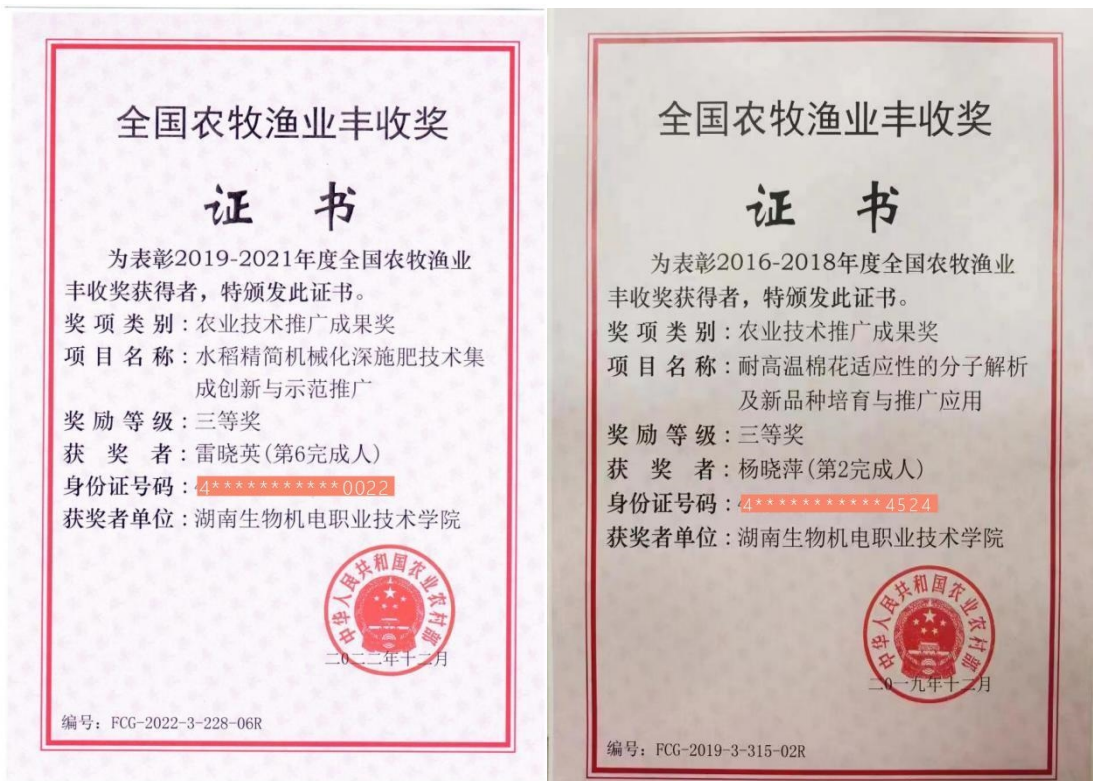 全国农牧渔业丰收奖
证 书
为表彰2019-2021年度全国农牧渔业
丰收奖获得者，特颁发此证书。
奖项类别：农业技术推广成果奖
项目名称：水稻精简机械化深施肥技术集
成创新与示范推广
奖励等级：三等奖
获奖者：雷晓英(第6完成人)
身份证号码：4***********0022
获奖者单位：湖南生物机电职业技术学院
中华人民共和国农业农村部
二〇二二年十二月
编号：FCG-2022-3-228-06R
全国农牧渔业丰收奖
证 书
为表彰2016-2018年度全国农牧渔业
丰收奖获得者，特颁发此证书。
奖项类别：农业技术推广成果奖
项目名称：耐高温棉花适应性的分子解析
及新品种培育与推广应用
奖励等级：三等奖
获奖者：杨晓萍(第2完成人)
身份证号码：4***********4524
获奖者单位：湖南生物机电职业技术学院
中华人民共和国农业农村部
二〇一九年十二月
编号：FCG-2019-3-315-02R